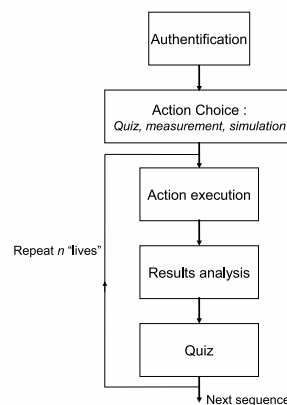 Authentification
Action Choice :
Quiz, measurement, simulation
Action execution
Repeat n "lives"
Results analysis
Quiz
Next sequence